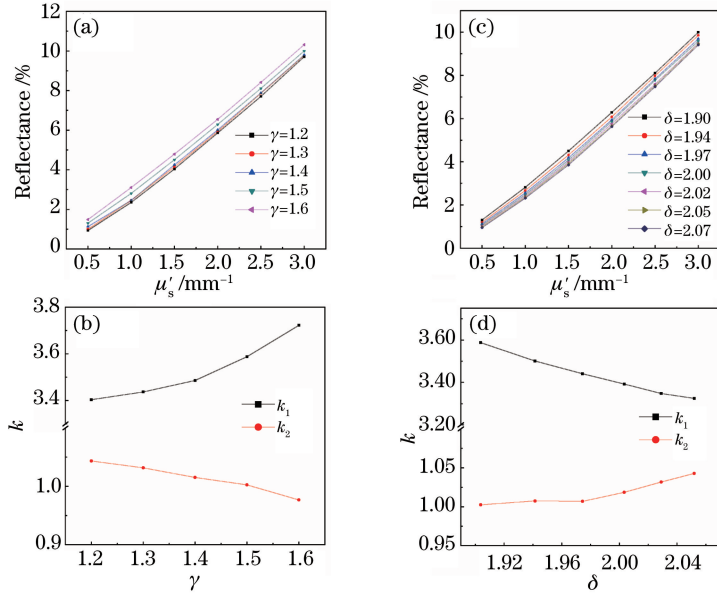 (a)
12
10
8
6
4
2
0
Reflectance /%
γ=1.2
γ=1.3
γ=1.4
γ=1.5
γ=1.6
0.5 1.0 1.5 2.0 2.5 3.0
μ′s /mm⁻¹
(c)
10
8
6
4
2
0
Reflectance /%
δ=1.90
δ=1.94
δ=1.97
δ=2.00
δ=2.02
δ=2.05
δ=2.07
0.5 1.0 1.5 2.0 2.5 3.0
μ′s /mm⁻¹
(b)
3.8
3.6
3.4
1.0
0.9
k
k₁
k₂
1.2 1.3 1.4 1.5 1.6
γ
(d)
3.60
3.40
3.20
1.05
1.00
0.95
k
k₁
k₂
1.92 1.96 2.00 2.04
δ